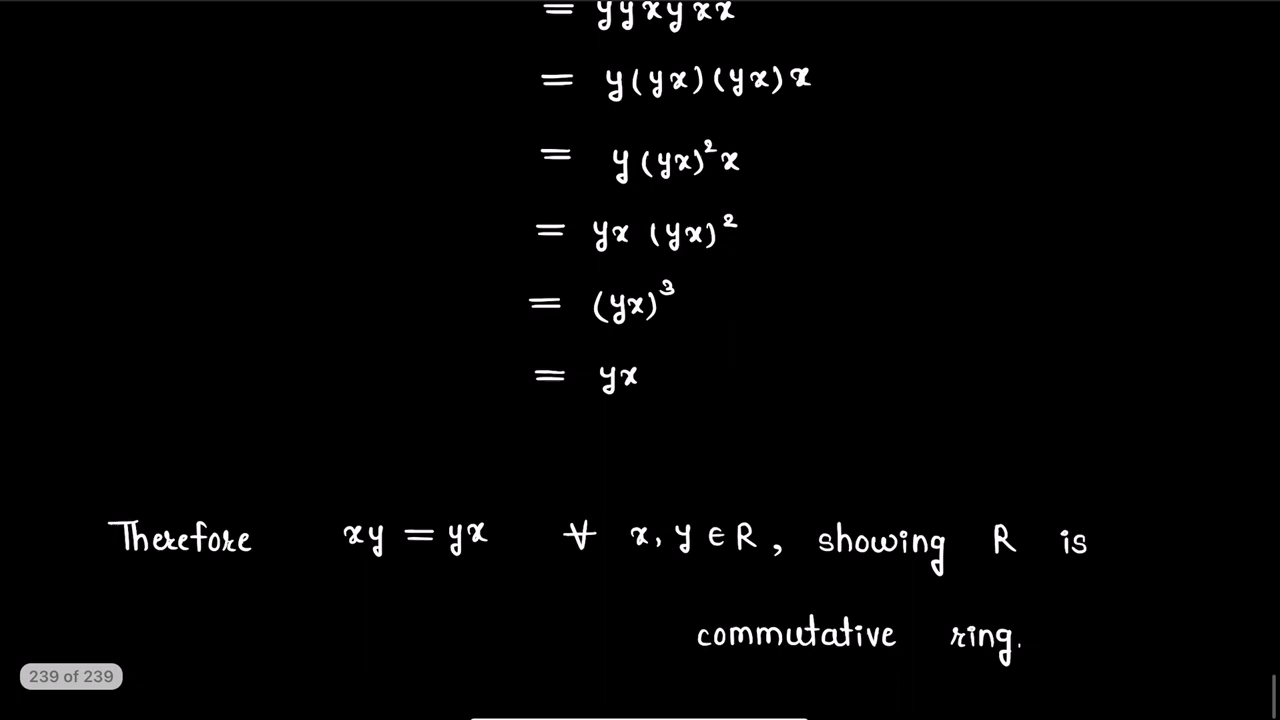 = yyxyxx
= y(yx)(yx)x
= y(yx)²x
= yx (yx)²
= (yx)³
= yx
Therefore xy = yx ∀ x, y ∈ R, showing R is
commutative ring.
239 of 239